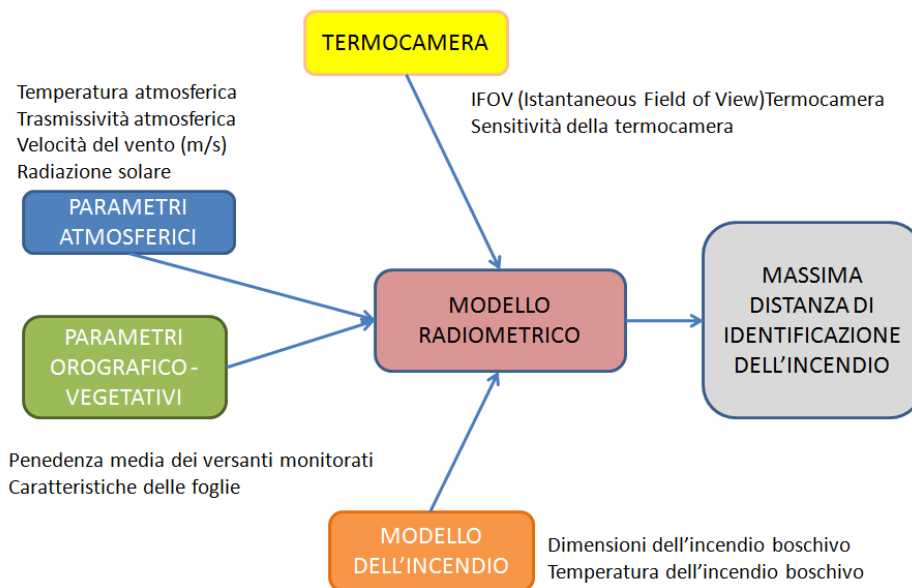 TERMOCAMERA
IFOV (Istantaneous Field of View)Termocamera
Sensitività della termocamera
Temperatura atmosferica
Trasmissività atmosferica
Velocità del vento (m/s)
Radiazione solare
PARAMETRI
ATMOSFERICI
PARAMETRI
OROGRAFICO -
VEGETATIVI
Penedenza media dei versanti monitorati
Caratteristiche delle foglie
MODELLO
RADIOMETRICO
MASSIMA
DISTANZA DI
IDENTIFICAZIONE
DELL'INCENDIO
MODELLO
DELL'INCENDIO
Dimensioni dell'incendio boschivo
Temperatura dell'incendio boschivo